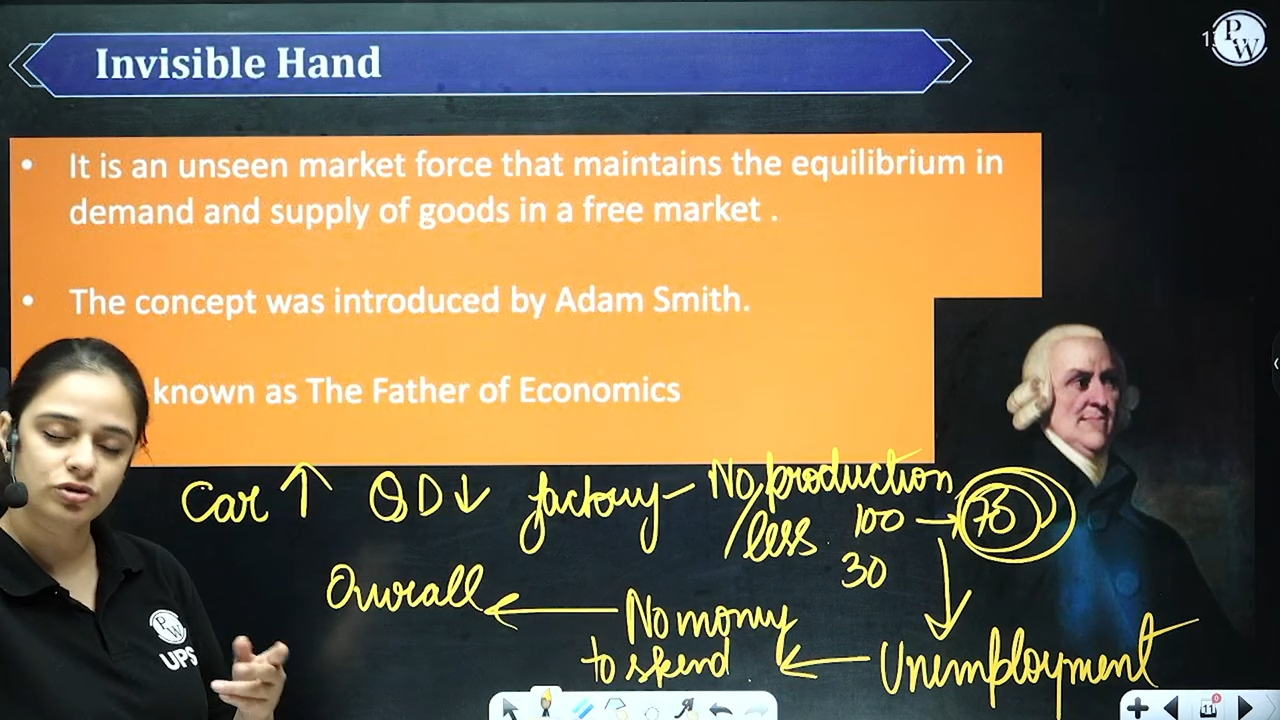 Invisible Hand
PW
• It is an unseen market force that maintains the equilibrium in
demand and supply of goods in a free market .
• The concept was introduced by Adam Smith.
known as The Father of Economics
Car ↑ QD ↓ factory – No production
/less 100 → 70
30
Overall ← No money
to spend ← Unemployment
PW
UPS
11